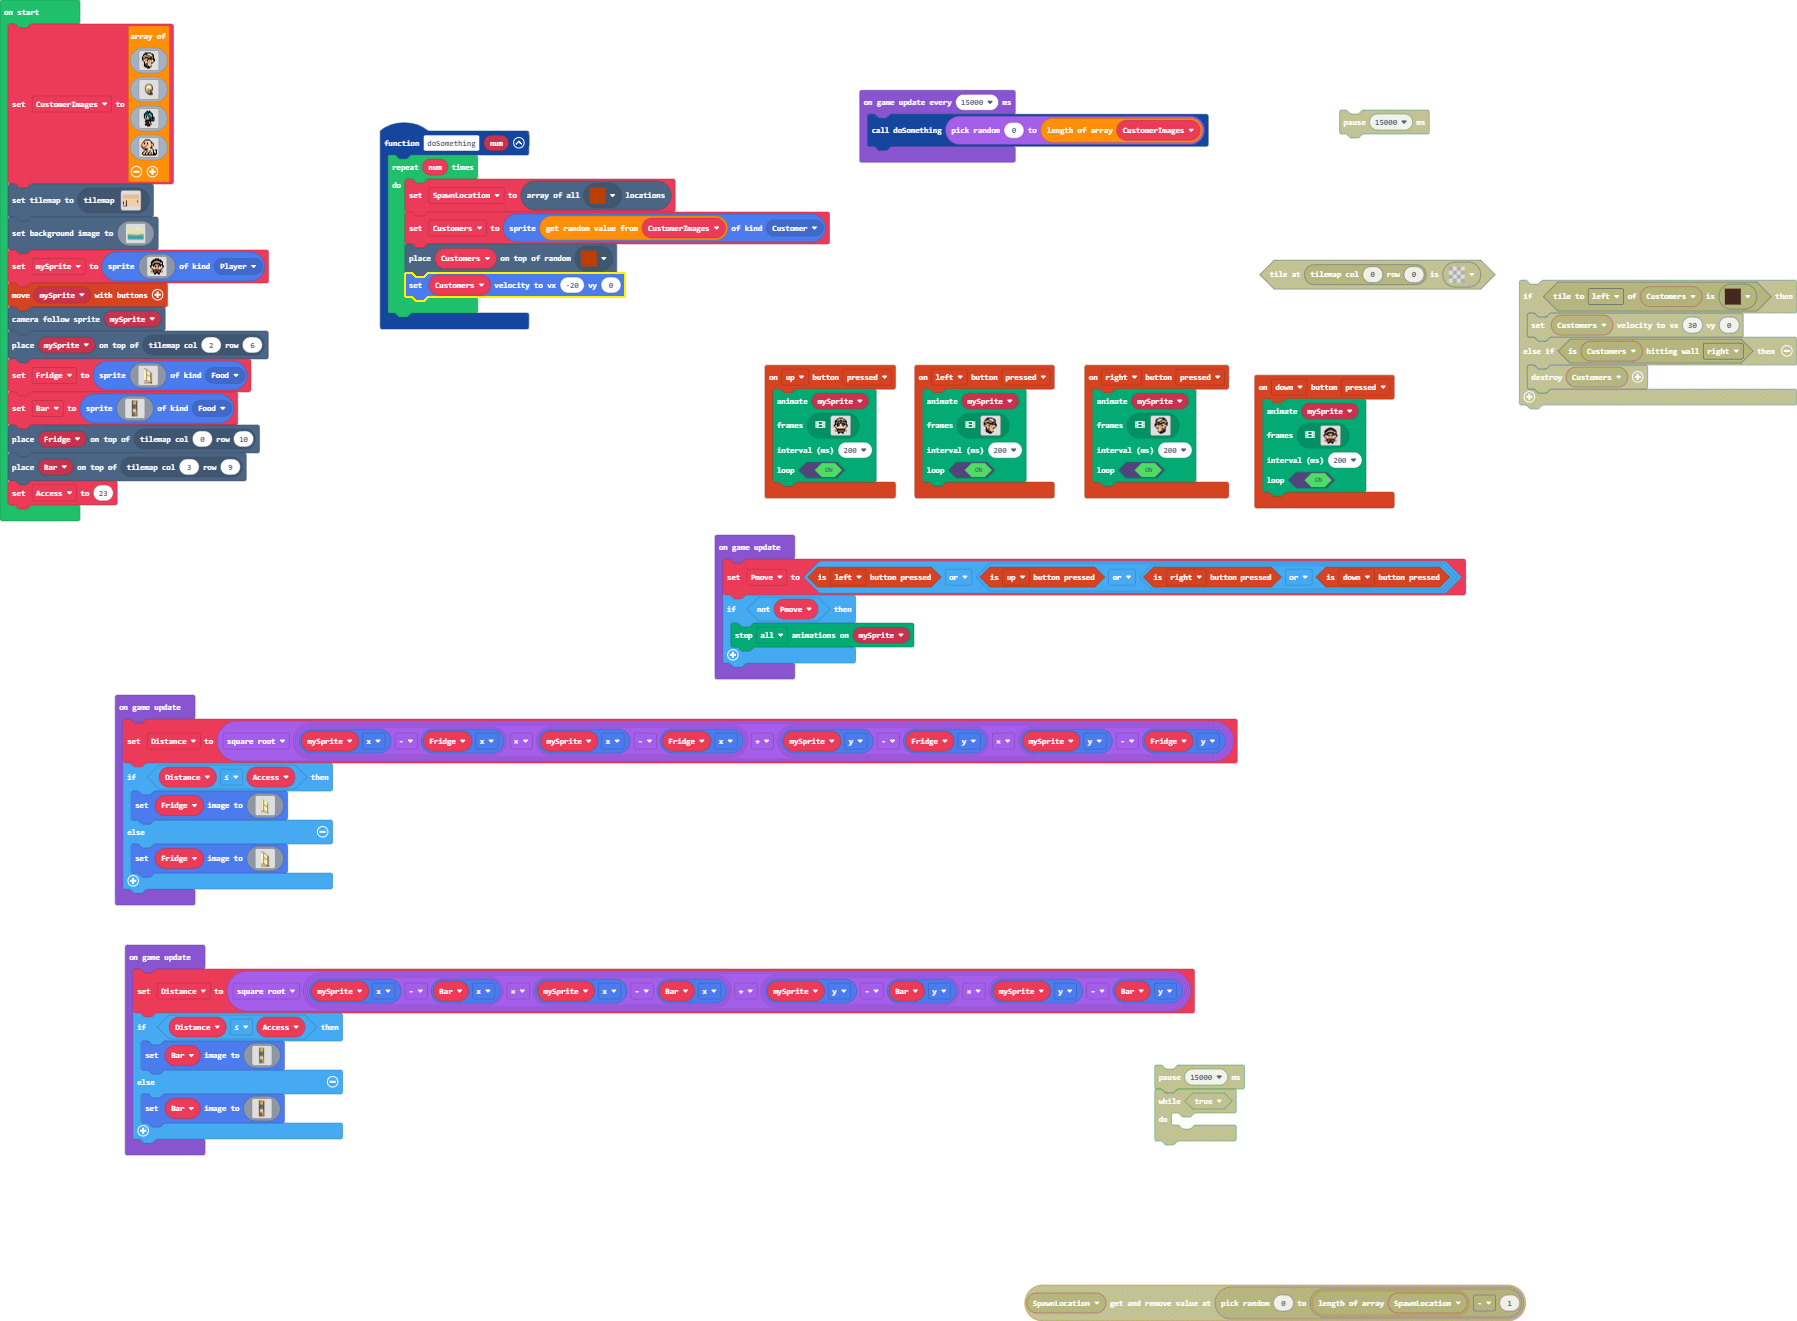 on start
array of
set CustomerImages to
set tilemap to tilemap
set background image to
set mySprite to sprite of kind Player
move mySprite with buttons
camera follow sprite mySprite
place mySprite on top of tilemap col 2 row 6
set Fridge to sprite of kind Food
set Bar to sprite of kind Food
place Fridge on top of tilemap col 0 row 10
place Bar on top of tilemap col 3 row 9
set Access to 23
function doSomething num
repeat num times
do
set SpawnLocation to array of all locations
set Customers to sprite get random value from CustomerImages of kind Customer
place Customers on top of random
set Customers velocity to vx -20 vy 0
on game update every 15000 ms
call doSomething pick random 0 to length of array CustomerImages
pause 15000 ms
tile at tilemap col 0 row 0 is
if tile to left of Customers is then
set Customers velocity to vx 30 vy 0
else if is Customers hitting wall right then
destroy Customers
on up button pressed
animate mySprite
frames
interval (ms) 200
loop ON
on left button pressed
animate mySprite
frames
interval (ms) 200
loop ON
on right button pressed
animate mySprite
frames
interval (ms) 200
loop ON
on down button pressed
animate mySprite
frames
interval (ms) 200
loop ON
on game update
set Pmove to is left button pressed or is up button pressed or is right button pressed or is down button pressed
if not Pmove then
stop all animations on mySprite
on game update
set Distance to square root mySprite x - Fridge x × mySprite x - Fridge x + mySprite y - Fridge y × mySprite y - Fridge y
if Distance ≤ Access then
set Fridge image to
else
set Fridge image to
on game update
set Distance to square root mySprite x - Bar x × mySprite x - Bar x + mySprite y - Bar y × mySprite y - Bar y
if Distance ≤ Access then
set Bar image to
else
set Bar image to
pause 15000 ms
while true
do
SpawnLocation get and remove value at pick random 0 to length of array SpawnLocation - 1